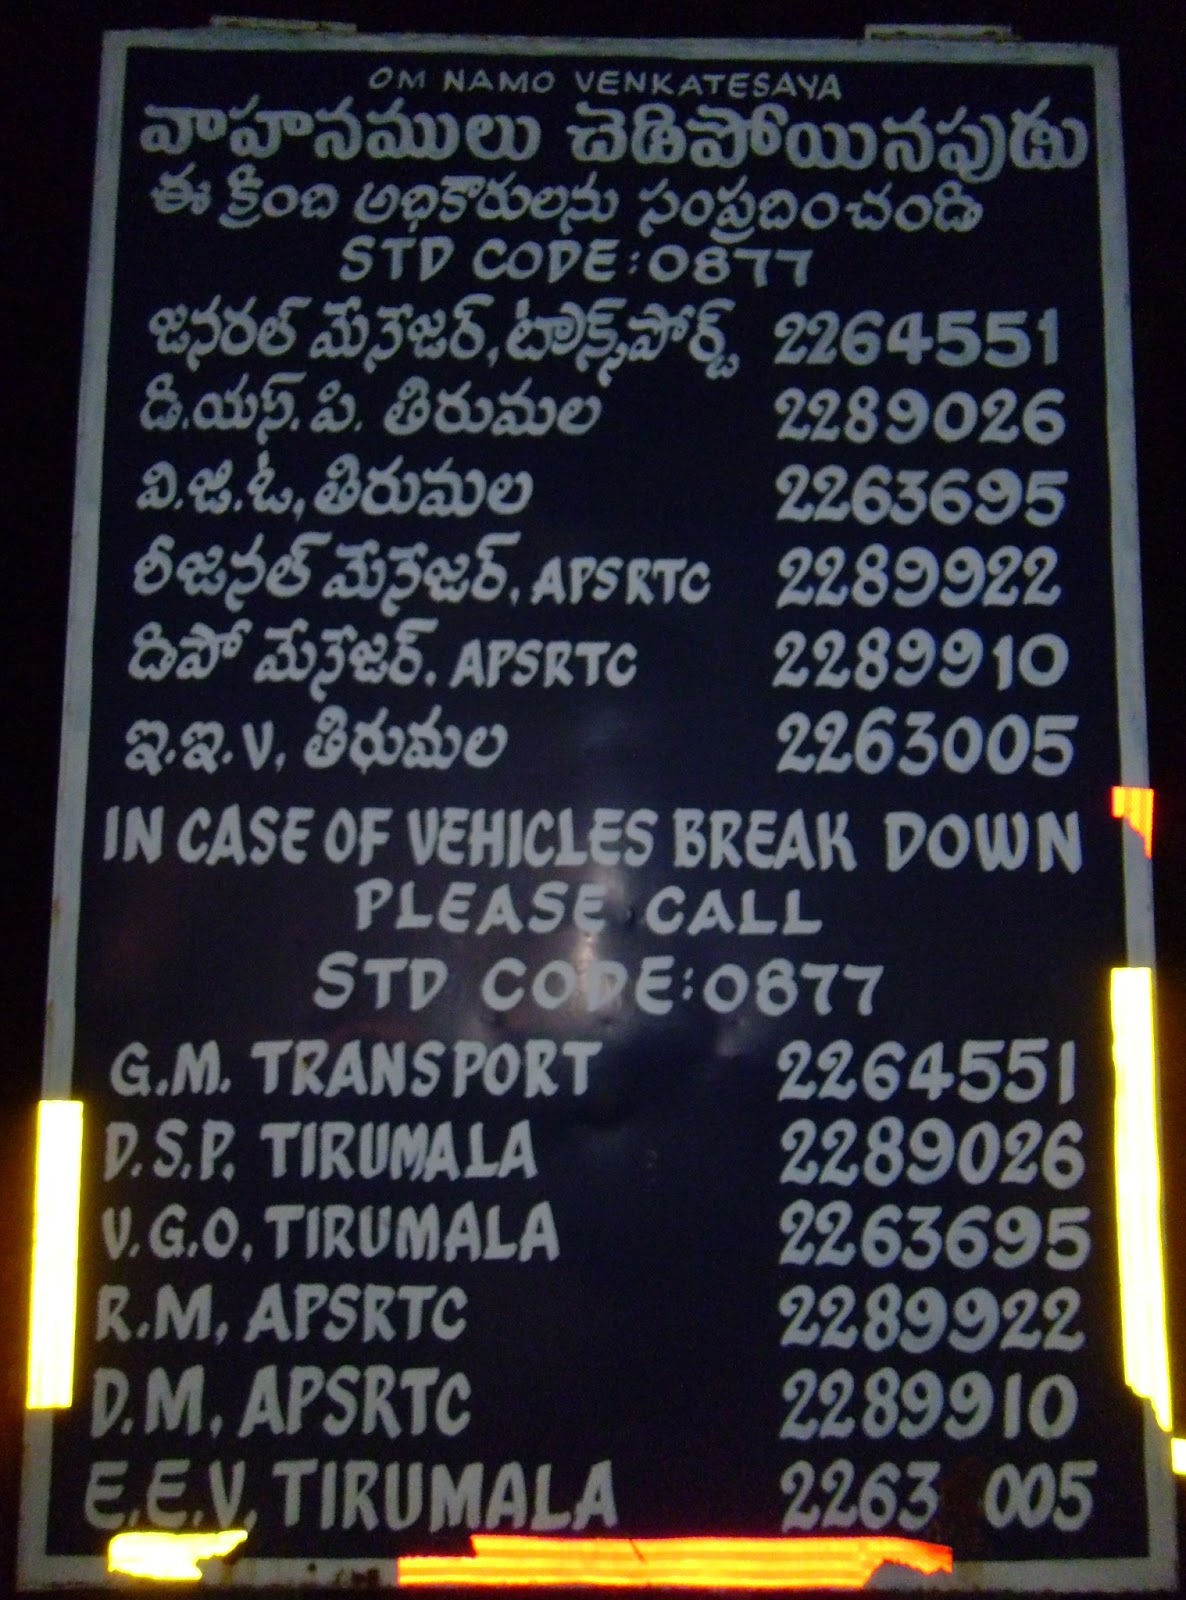 OM NAMO VENKATESAYA
వాహనములు చెడిపోయినపుడు
ఈ క్రింది అధికారులను సంప్రదించండి
STD CODE:0877
జనరల్ మేనేజర్, టాన్స్‌పోర్ట్ 2264551
డి.యస్.పి. తిరుమల 2289026
వి.జి.ఓ, తిరుమల 2263695
రీజినల్ మేనేజర్, APSRTC 2289922
డిపో మేనేజర్. APSRTC 2289910
ఇ.ఇ.V, తిరుమల 2263005
IN CASE OF VEHICLES BREAK DOWN
PLEASE CALL
STD CODE:0877
G.M. TRANSPORT 2264551
D.S.P. TIRUMALA 2289026
V.G.O, TIRUMALA 2263695
R.M, APSRTC 2289922
D.M, APSRTC 2289910
E.E.V, TIRUMALA 2263 005